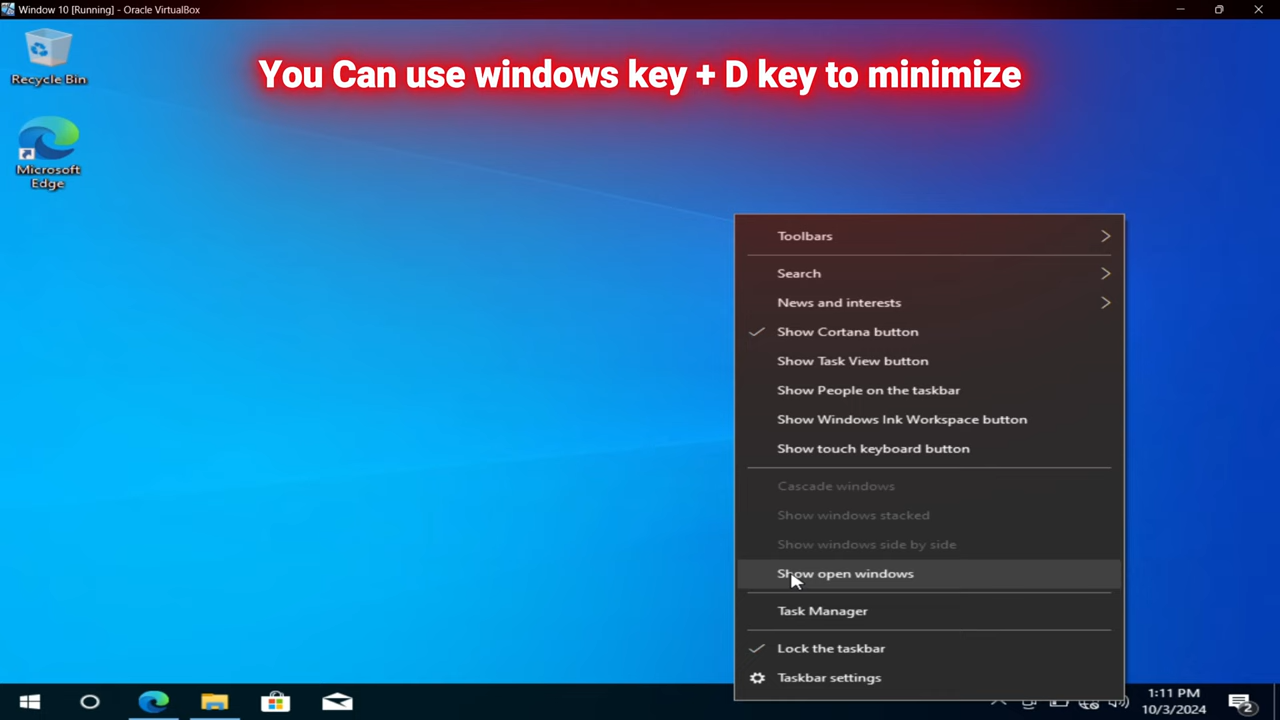 Window 10 [Running] - Oracle VirtualBox
Recycle Bin
You Can use windows key + D key to minimize
Microsoft
Edge
Toolbars
Search
News and interests
Show Cortana button
Show Task View button
Show People on the taskbar
Show Windows Ink Workspace button
Show touch keyboard button
Cascade windows
Show windows stacked
Show windows side by side
Show open windows
Task Manager
Lock the taskbar
Taskbar settings
1:11 PM
10/3/2024
2